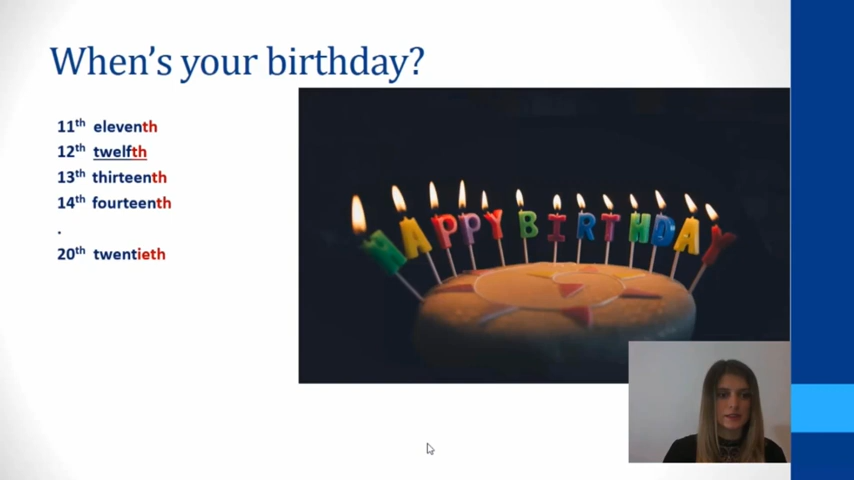 When's your birthday?
11th eleventh
12th twelfth
13th thirteenth
14th fourteenth
.
20th twentieth
HAPPY BIRTHDAY